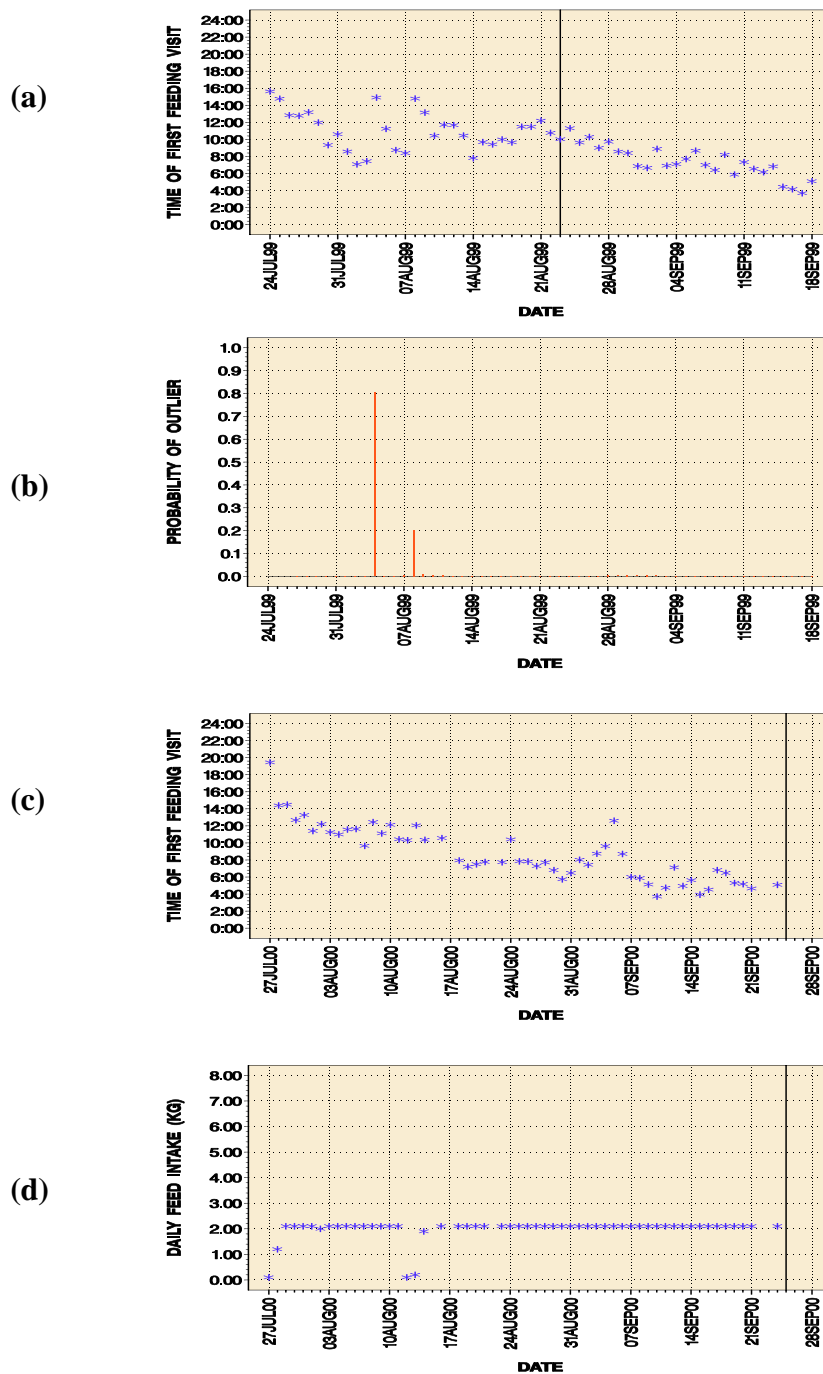 (a)
TIME OF FIRST FEEDING VISIT
24:00
22:00
20:00
18:00
16:00
14:00
12:00
10:00
8:00
6:00
4:00
2:00
0:00
24JUL99
31JUL99
07AUG99
14AUG99
21AUG99
28AUG99
04SEP99
11SEP99
18SEP99
DATE
(b)
PROBABILITY OF OUTLIER
1.0
0.9
0.8
0.7
0.6
0.5
0.4
0.3
0.2
0.1
0.0
24JUL99
31JUL99
07AUG99
14AUG99
21AUG99
28AUG99
04SEP99
11SEP99
18SEP99
DATE
(c)
TIME OF FIRST FEEDING VISIT
24:00
22:00
20:00
18:00
16:00
14:00
12:00
10:00
8:00
6:00
4:00
2:00
0:00
27JUL00
03AUG00
10AUG00
17AUG00
24AUG00
31AUG00
07SEP00
14SEP00
21SEP00
28SEP00
DATE
(d)
DAILY FEED INTAKE (KG)
8.00
7.00
6.00
5.00
4.00
3.00
2.00
1.00
0.00
27JUL00
03AUG00
10AUG00
17AUG00
24AUG00
31AUG00
07SEP00
14SEP00
21SEP00
28SEP00
DATE